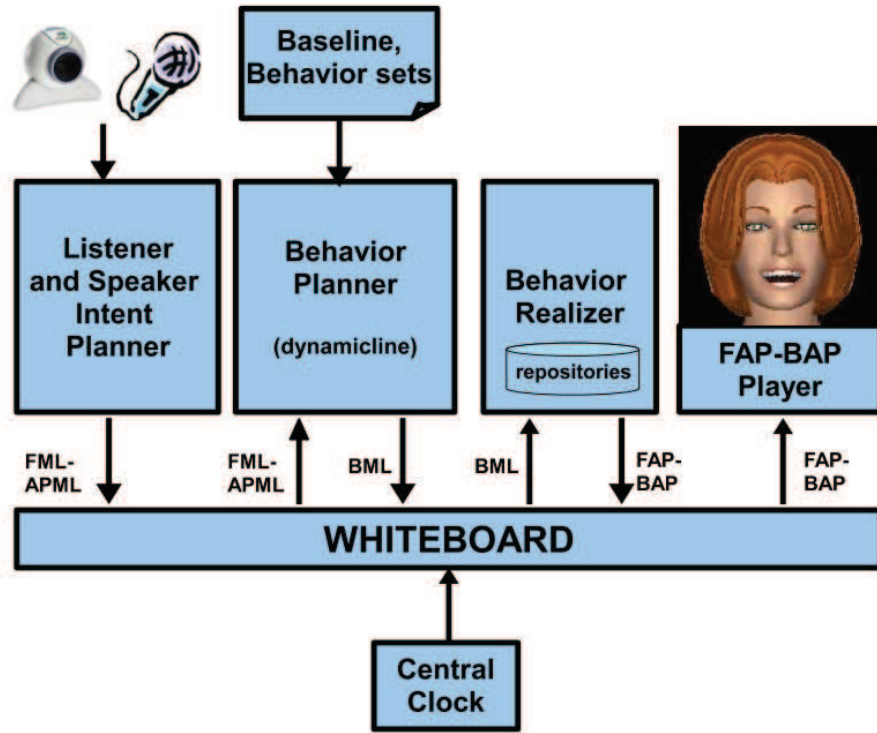 Baseline,
Behavior sets
Listener
and Speaker
Intent
Planner
Behavior
Planner
(dynamicline)
Behavior
Realizer
repositories
FAP-BAP
Player
FML-
APML
FML-
APML
BML
BML
FAP-
BAP
FAP-
BAP
WHITEBOARD
Central
Clock